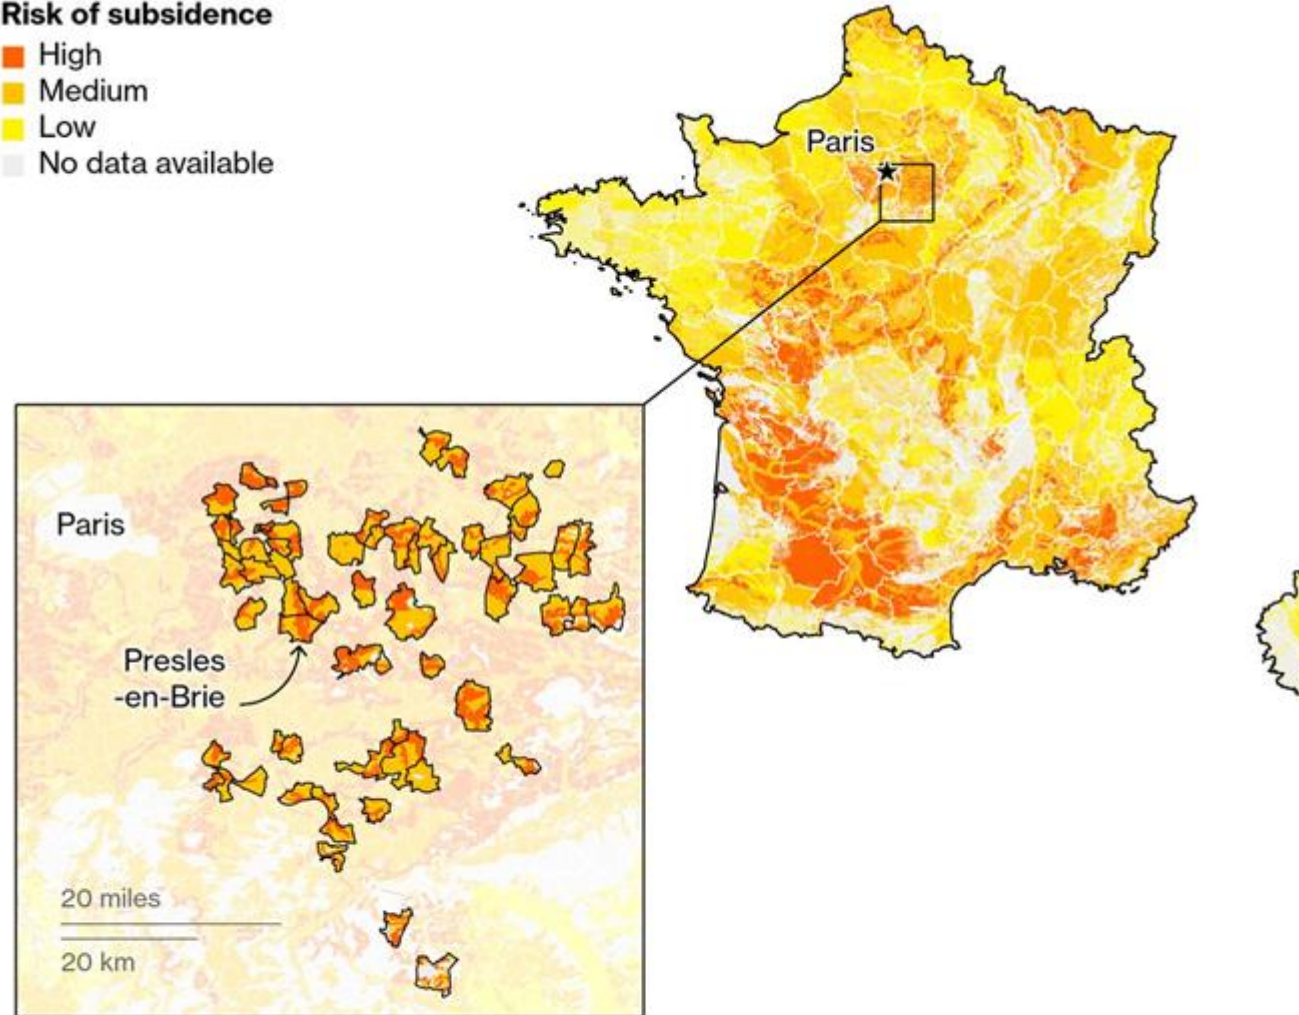 Risk of subsidence
High
Medium
Low
No data available
Paris
Paris
Presles
-en-Brie
20 miles
20 km